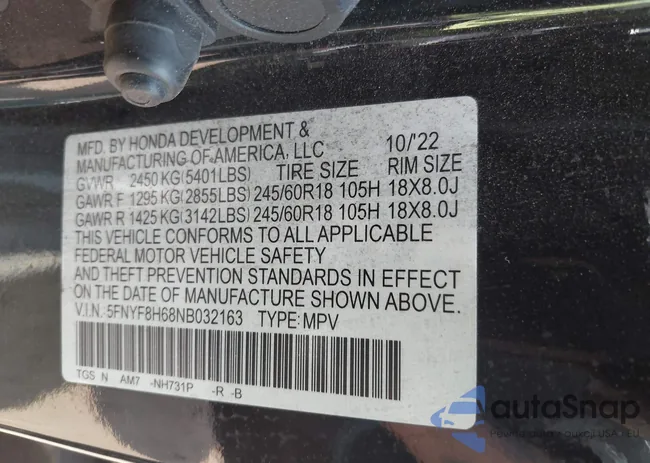 MFD. BY HONDA DEVELOPMENT &
MANUFACTURING OF AMERICA, LLC 10/'22
GVWR 2450 KG (5401LBS) TIRE SIZE RIM SIZE
GAWR F 1295 KG (2855LBS) 245/60R18 105H 18X8.0J
GAWR R 1425 KG (3142LBS) 245/60R18 105H 18X8.0J
THIS VEHICLE CONFORMS TO ALL APPLICABLE
FEDERAL MOTOR VEHICLE SAFETY
AND THEFT PREVENTION STANDARDS IN EFFECT
ON THE DATE OF MANUFACTURE SHOWN ABOVE.
V.I.N. 5FNYF8H68NB032163 TYPE: MPV
TGS N AM7 -NH731P -R -B
autoSnap